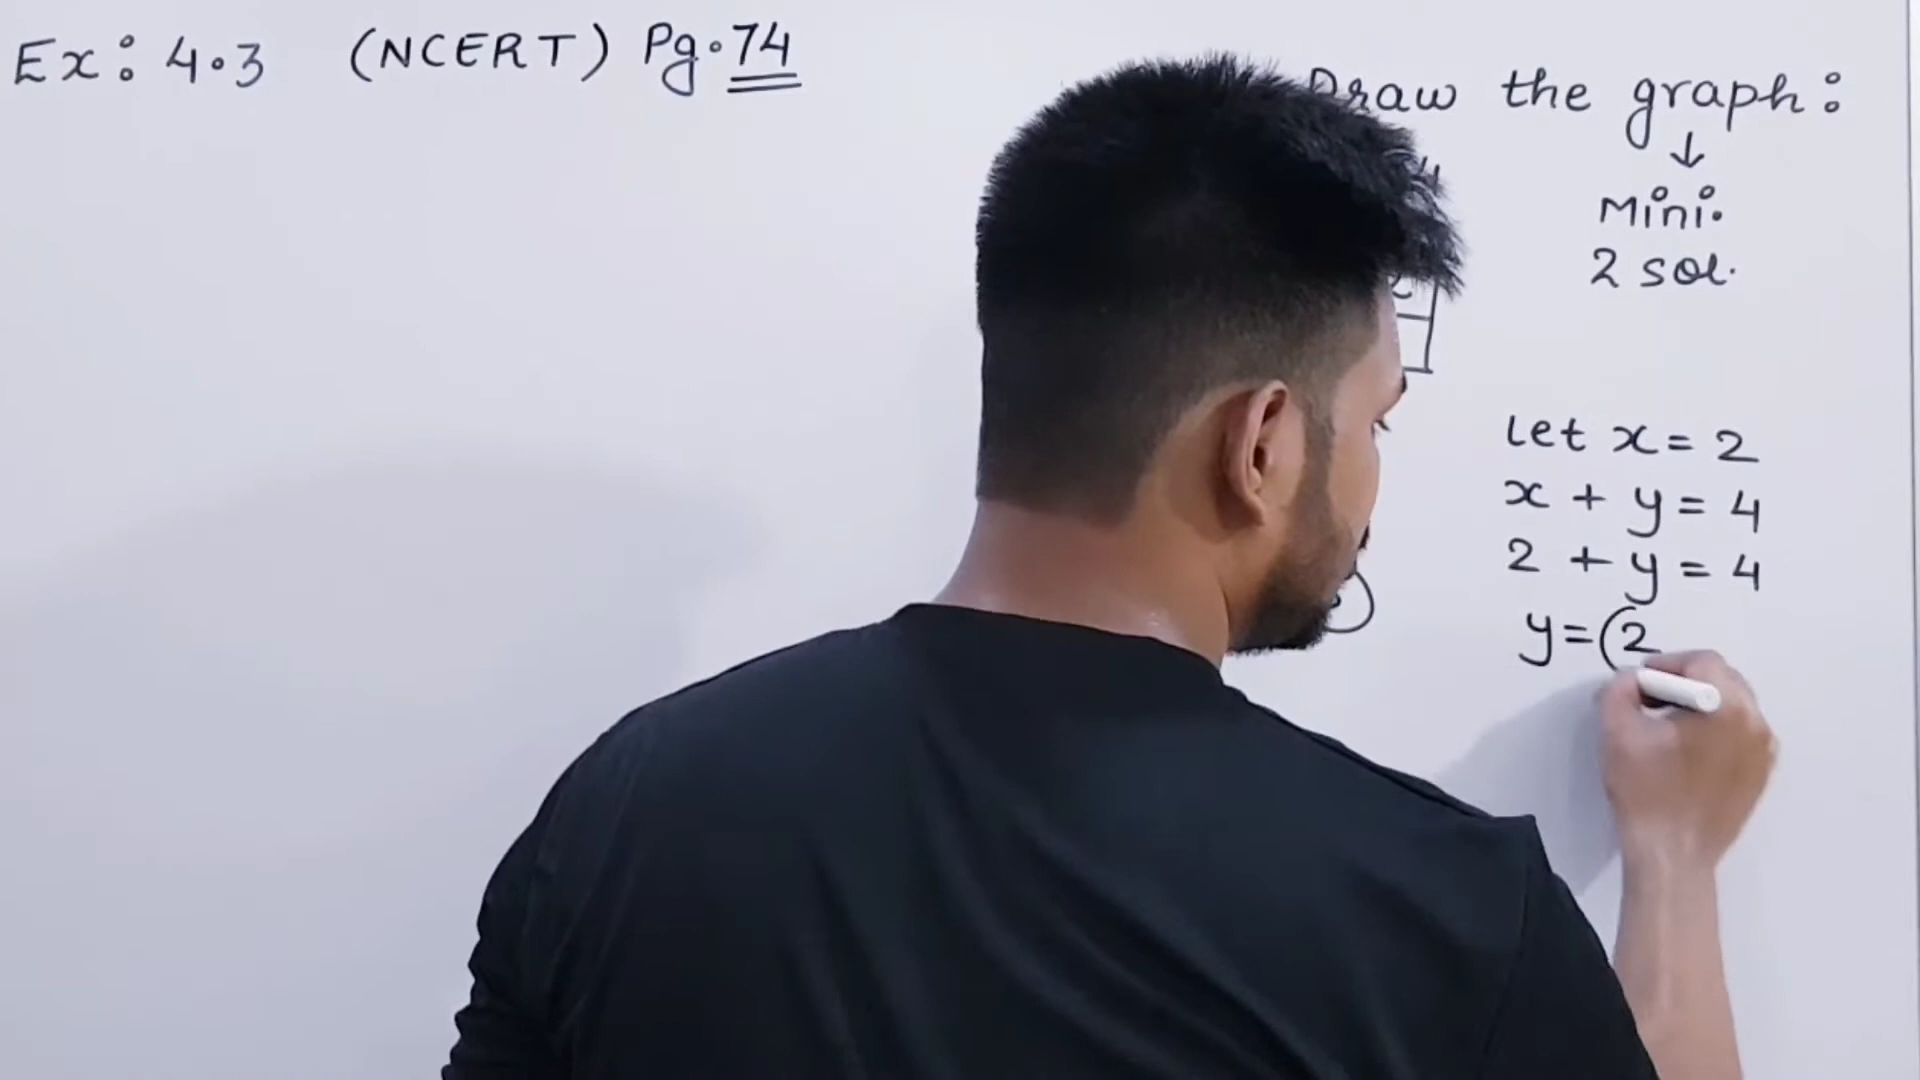 Ex: 4.3 (NCERT) Pg.74
Draw the graph:
↓
Mini.
2 sol.
Let x = 2
x + y = 4
2 + y = 4
y = 2